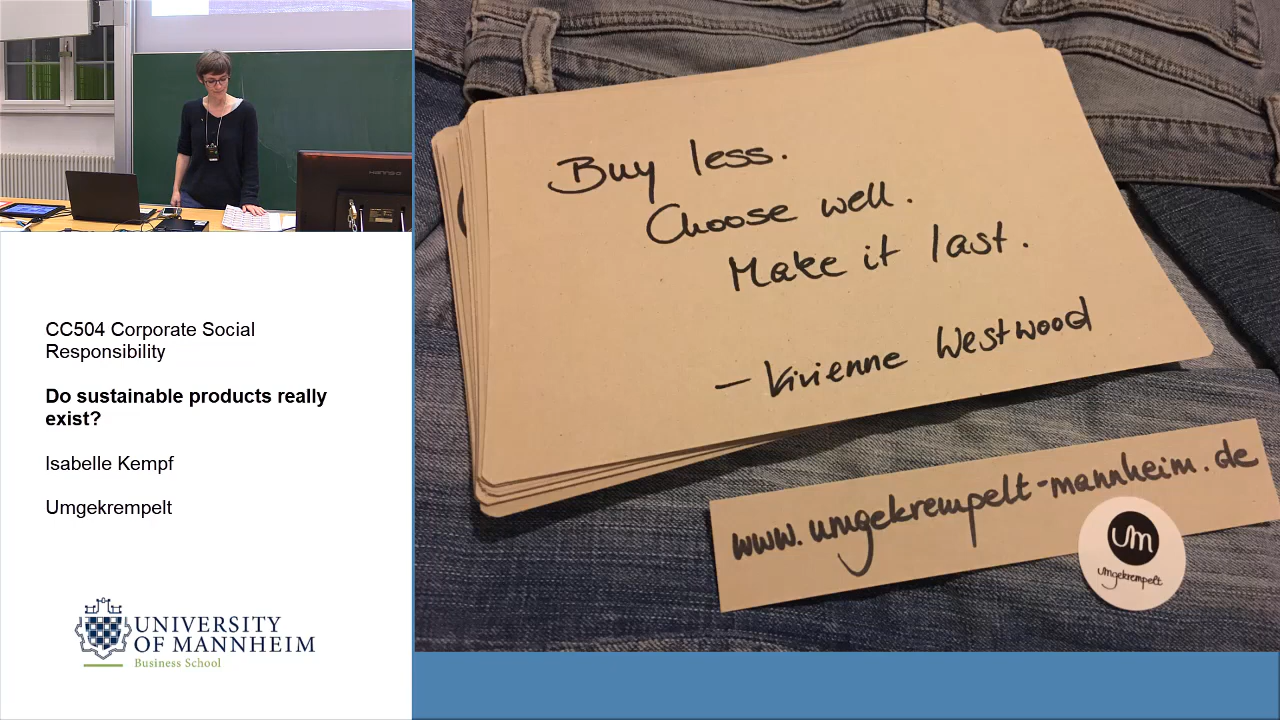 CC504 Corporate Social
Responsibility
Do sustainable products really
exist?
Isabelle Kempf
Umgekrempelt
UNIVERSITY
OF MANNHEIM
Business School
Buy less.
Choose well.
Make it last.
— Vivienne Westwood
www.umgekrempelt-mannheim.de
um
umgekrempelt